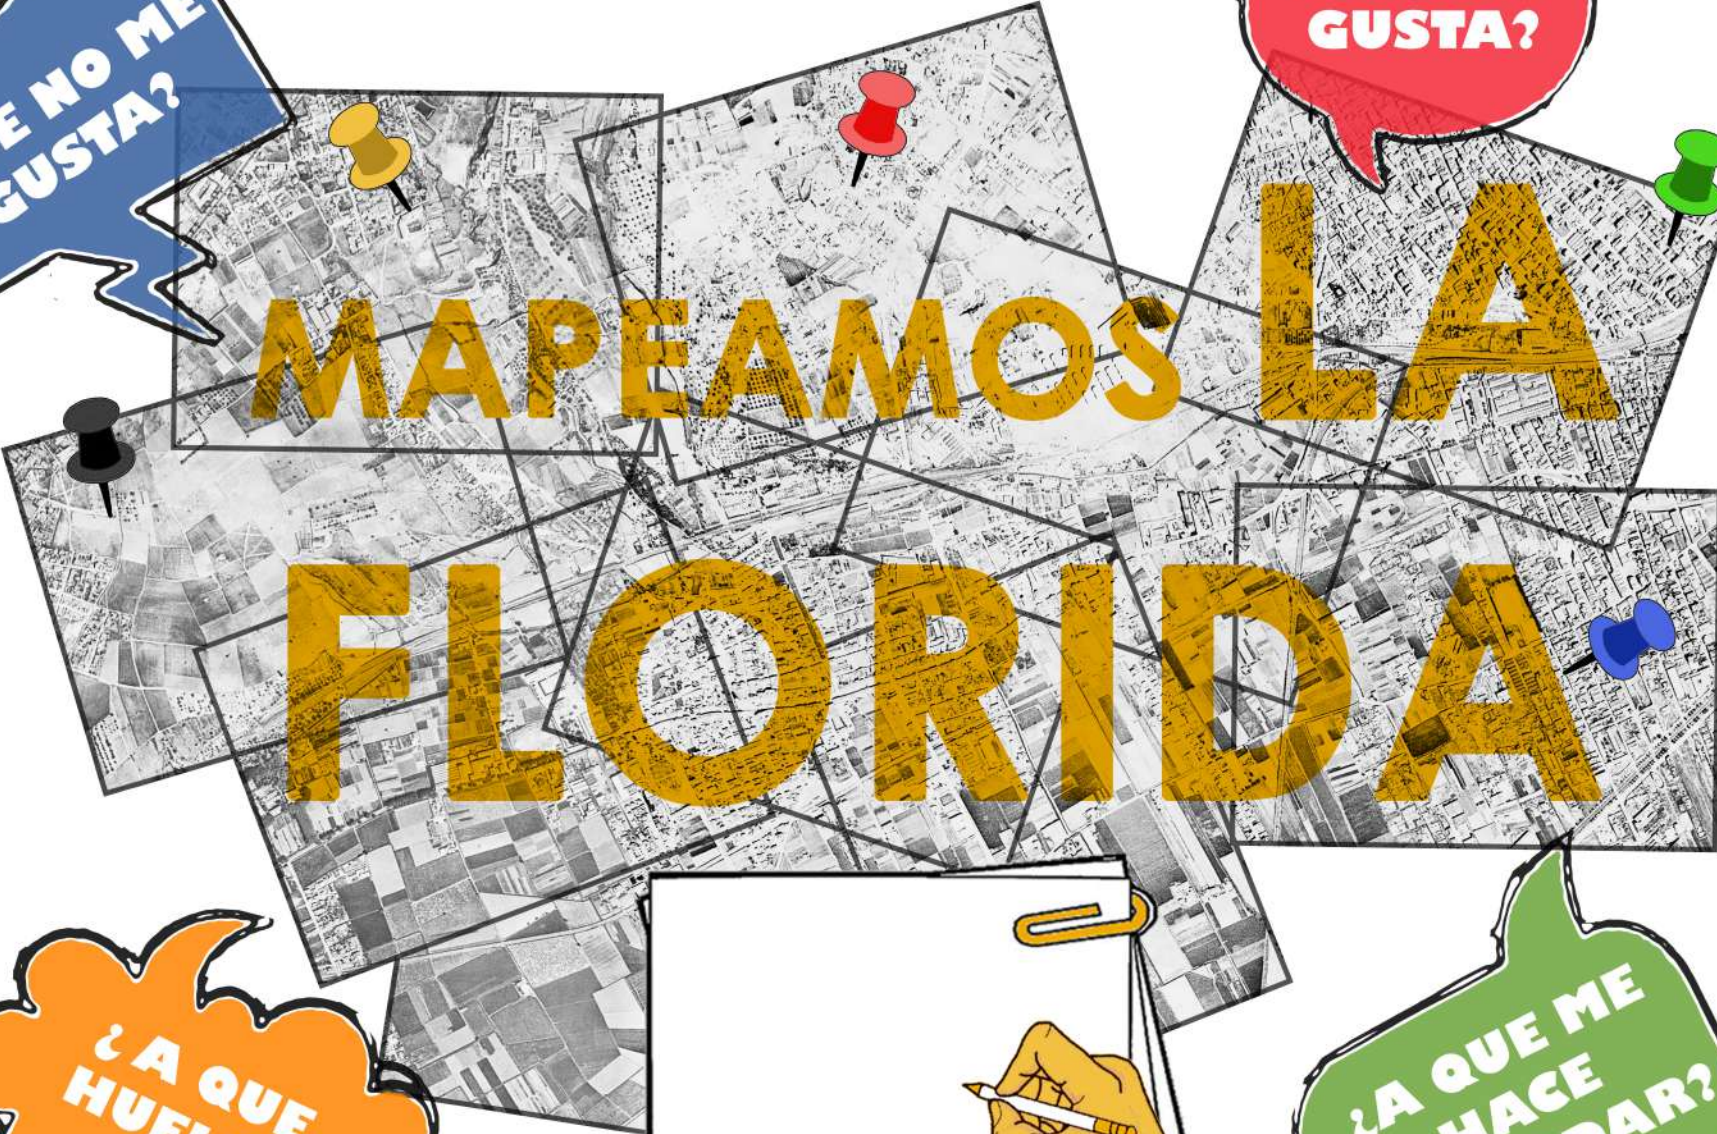 E NO ME
GUSTA?
GUSTA?
MAPEAMOS LA
FLORIDA
¿A QUE
¿A QUE ME
HACE